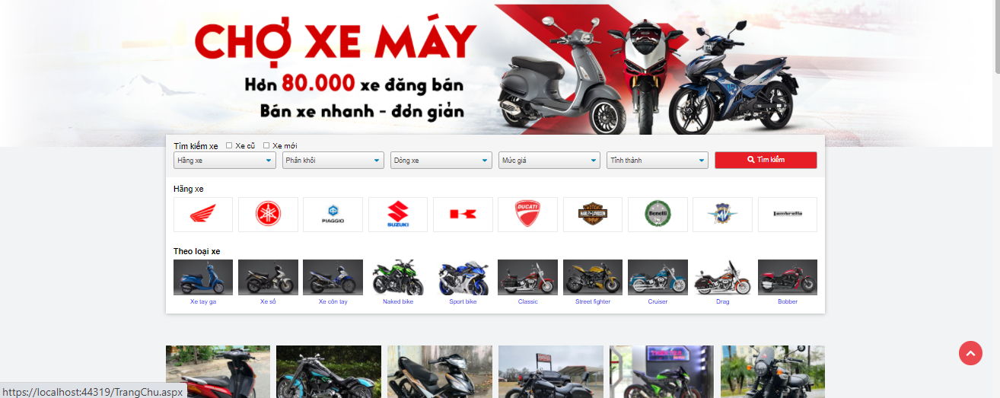 CHỢ XE MÁY
Hơn 80.000 xe đăng bán
Bán xe nhanh - đơn giản
Tìm kiếm xe Xe cũ Xe mới
Hãng xe Phân khối Dòng xe Mức giá Tỉnh thành Tìm kiếm
Hãng xe
PIAGGIO SUZUKI DUCATI HARLEY-DAVIDSON Benelli Lambretta
Theo loại xe
Xe tay ga Xe số Xe côn tay Naked bike Sport bike Classic Street fighter Cruiser Drag Bobber
https://localhost:44319/TrangChu.aspx